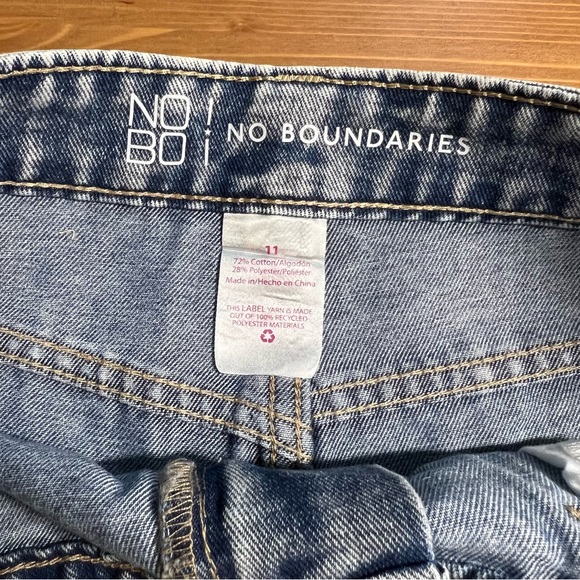 NO
BO
NO BOUNDARIES
11
72% Cotton/Algodón
28% Polyester/Poliéster
Made in/Hecho en China
THIS LABEL YARN IS MADE
OUT OF 100% RECYCLED
POLYESTER MATERIALS